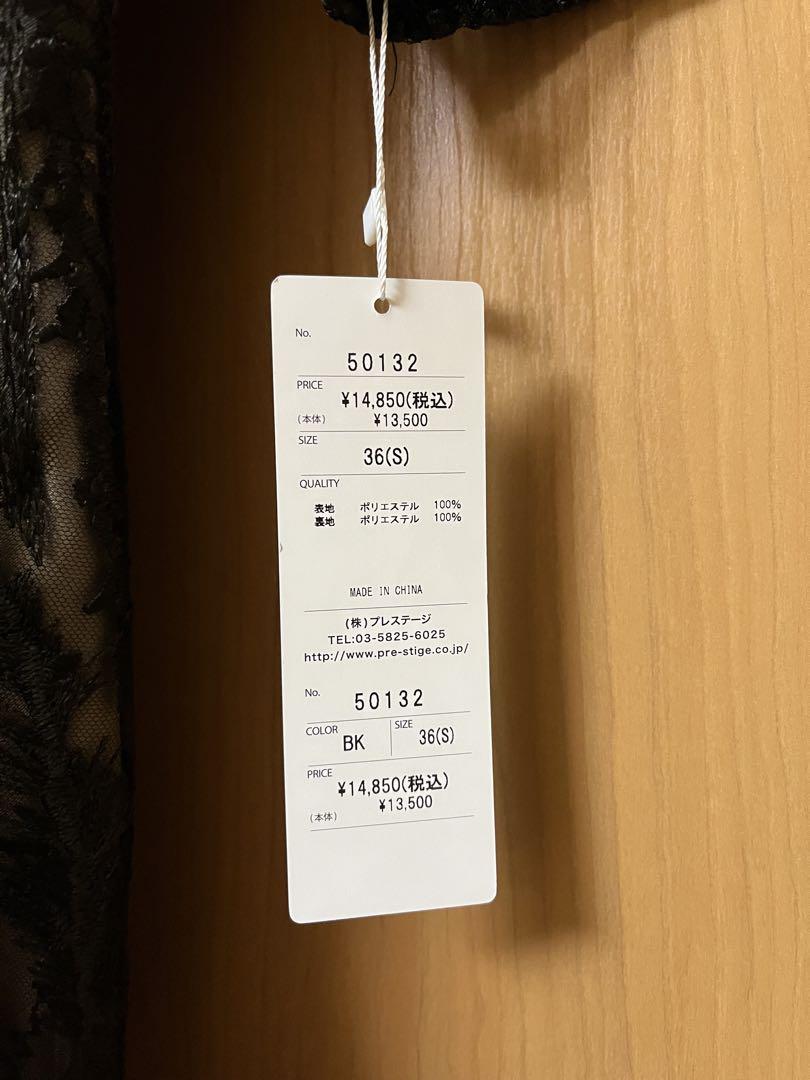 No.
50132
PRICE
¥14,850(税込)
(本体) ¥13,500
SIZE
36(S)
QUALITY
表地 ポリエステル 100%
裏地 ポリエステル 100%
MADE IN CHINA
(株)プレステージ
TEL:03-5825-6025
http://www.pre-stige.co.jp/
No.
50132
COLOR BK SIZE 36(S)
PRICE
¥14,850(税込)
(本体) ¥13,500